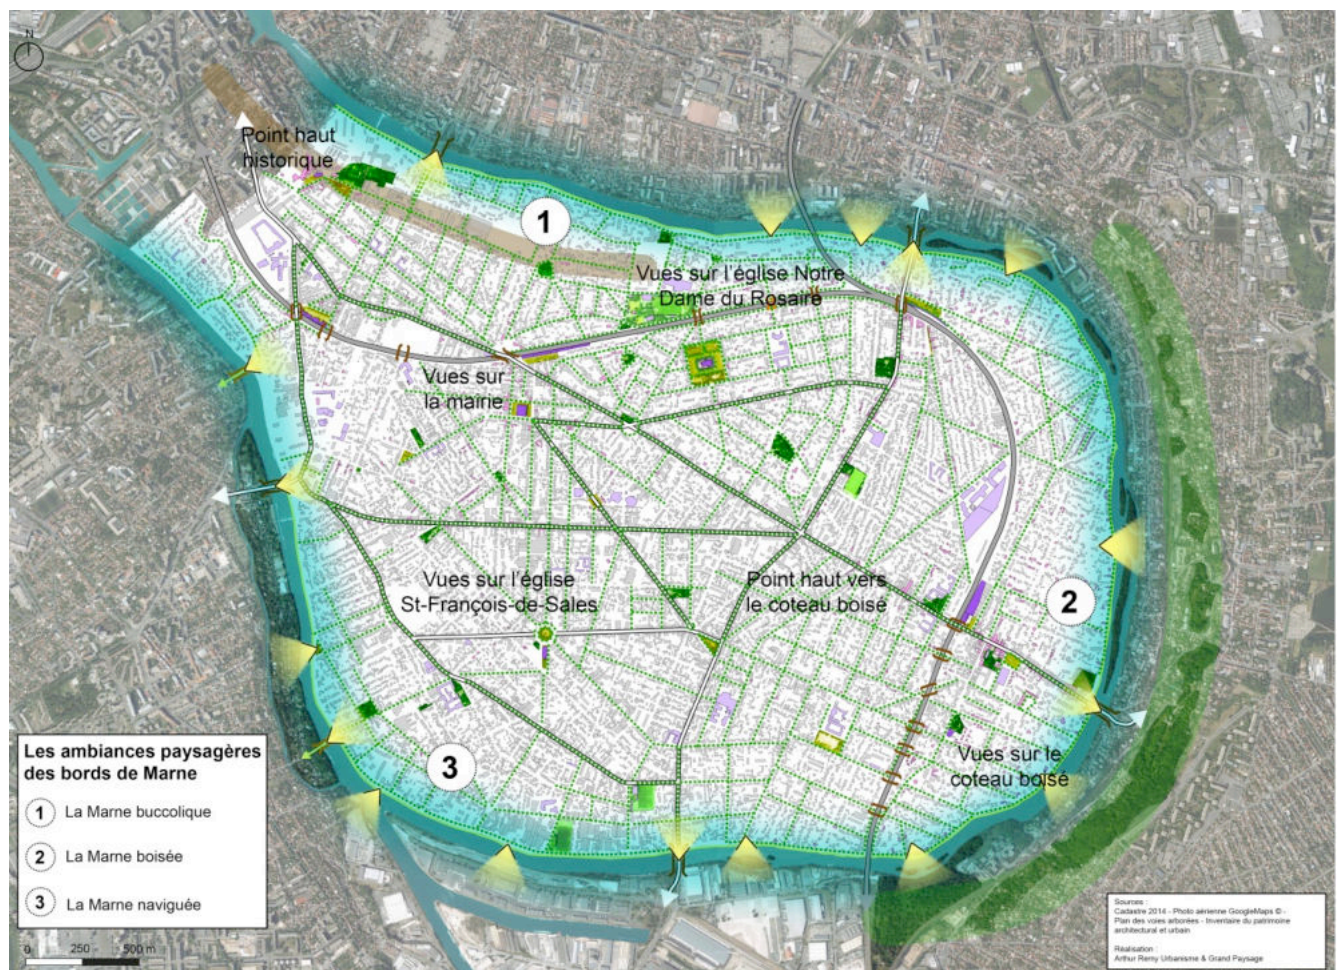 N
Point haut
historique
1
Vues sur l'église Notre
Dame du Rosaire
Vues sur
la mairie
Vues sur l'église
St-François-de-Sales
Point haut vers
le coteau boisé
2
Vues sur le
coteau boisé
3
Les ambiances paysagères
des bords de Marne
1 La Marne buccolique
2 La Marne boisée
3 La Marne naviguée
0 250 500 m
Sources :
Cadastre 2014 - Photo aérienne GoogleMaps © -
Plan des voies arborées - Inventaire du patrimoine
architectural et urbain
Réalisation :
Arthur Remy Urbanisme & Grand Paysage